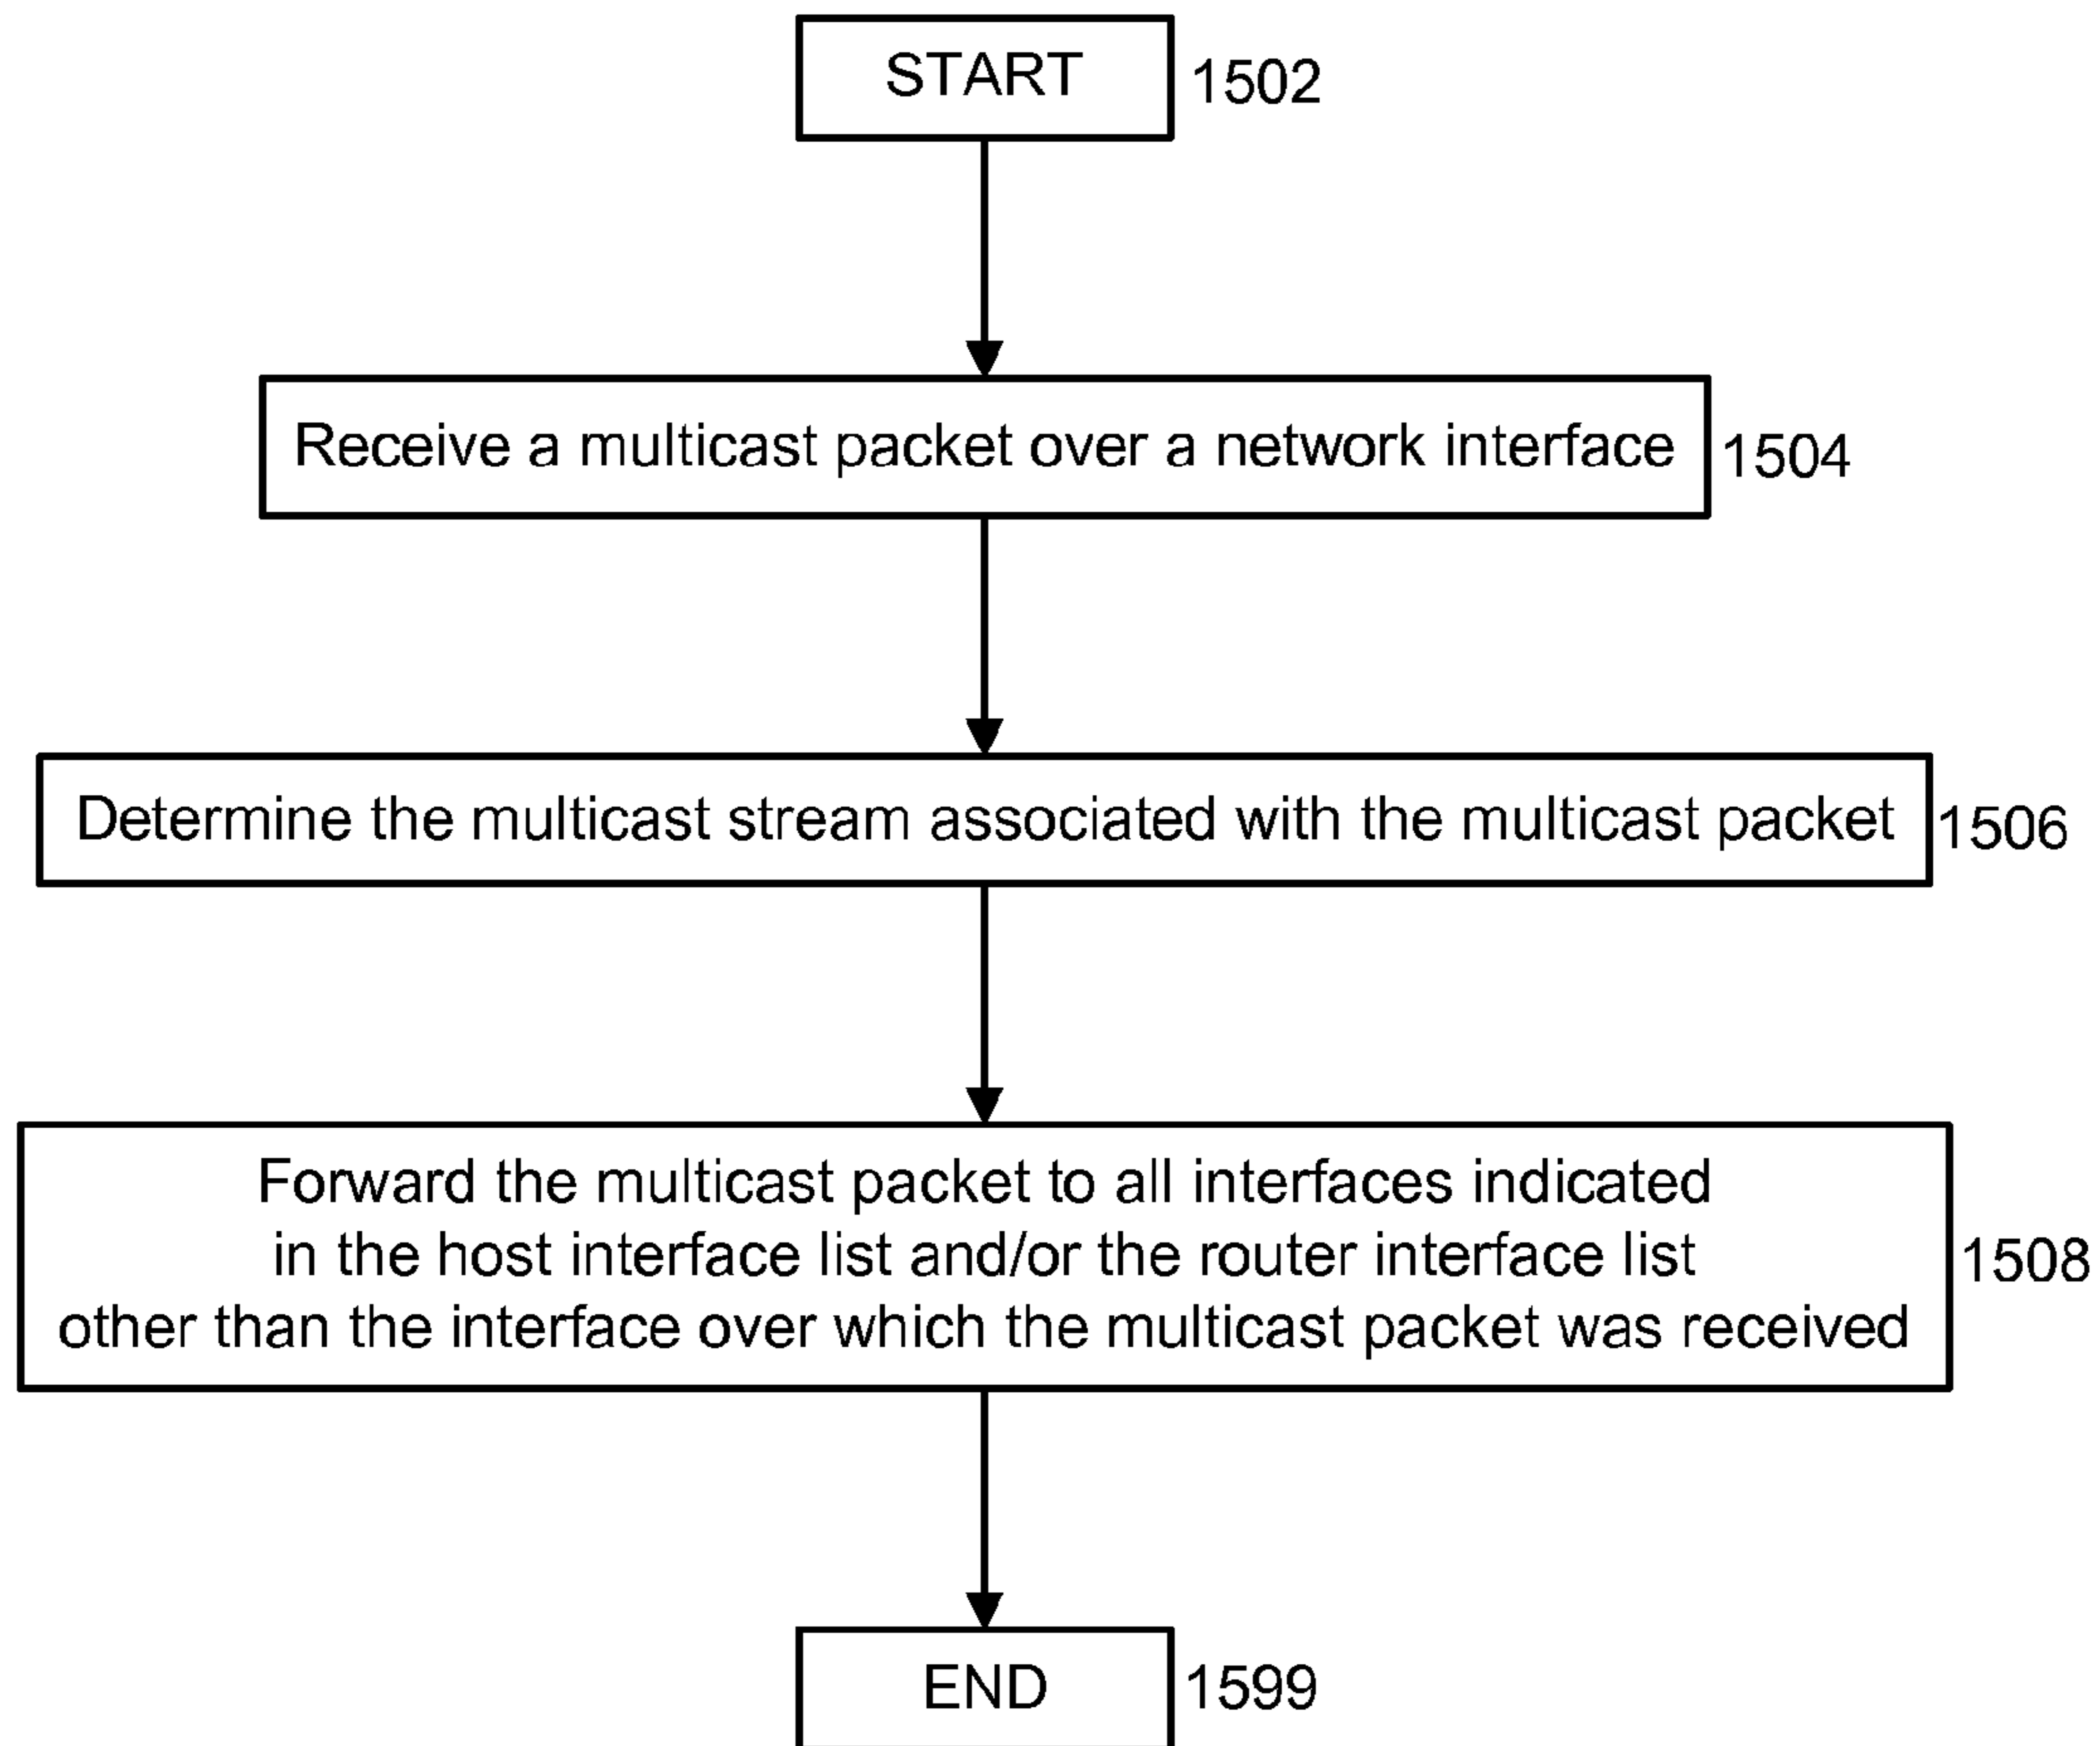 START
1502
Receive a multicast packet over a network interface
1504
Determine the multicast stream associated with the multicast packet
1506
Forward the multicast packet to all interfaces indicated
in the host interface list and/or the router interface list
other than the interface over which the multicast packet was received
1508
END
1599